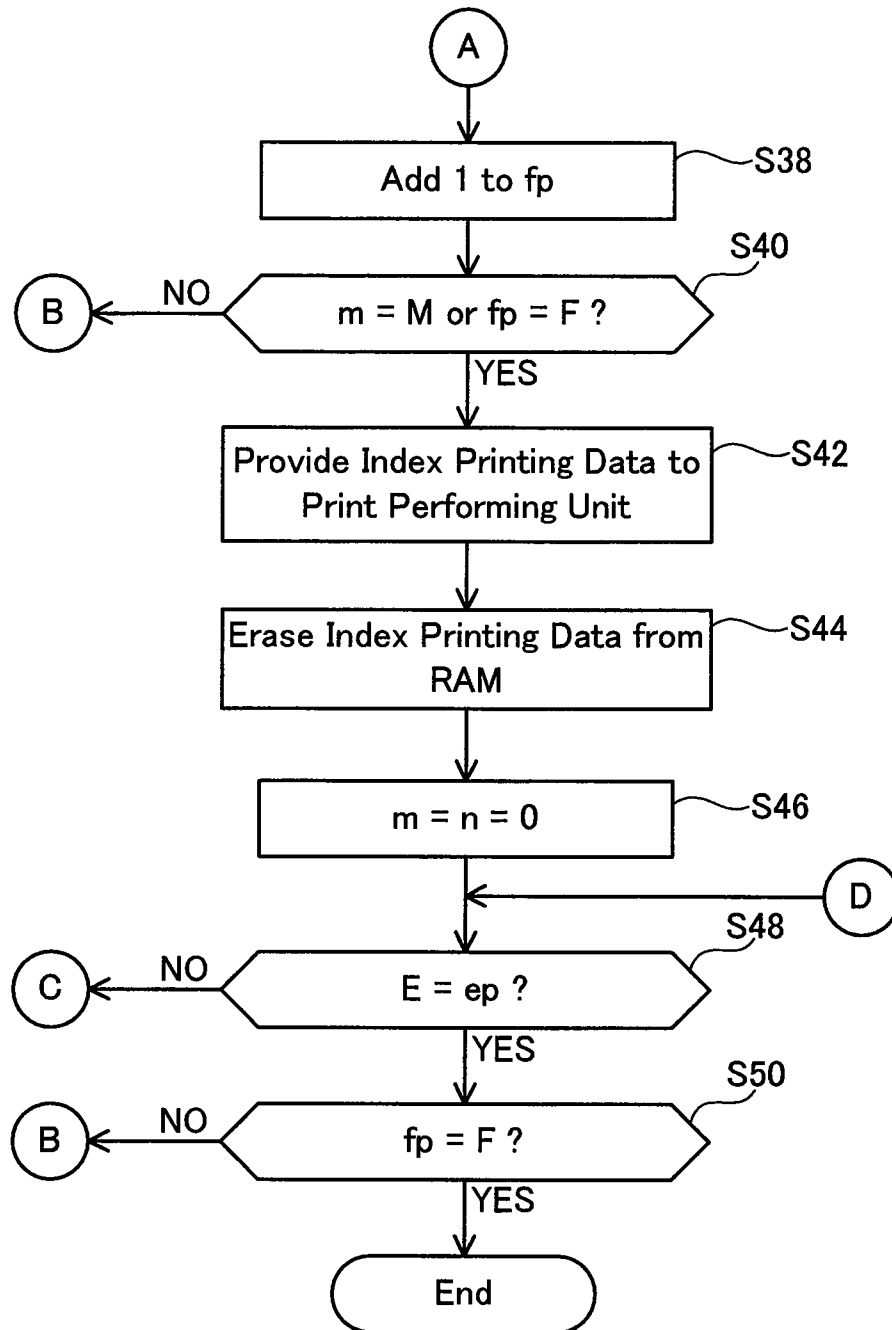 A
Add 1 to fp
S38
S40
B
NO
m = M or fp = F ?
YES
Provide Index Printing Data to
Print Performing Unit
S42
Erase Index Printing Data from
RAM
S44
m = n = 0
S46
D
S48
C
NO
E = ep ?
YES
S50
B
NO
fp = F ?
YES
End